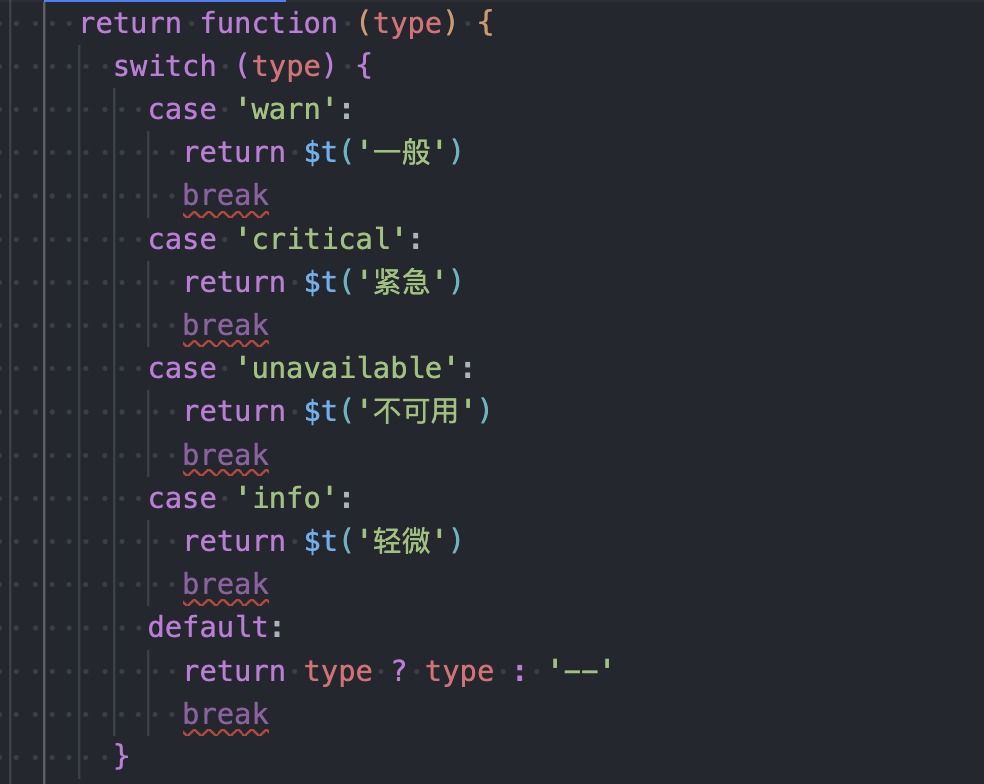 return function (type) {
switch (type) {
case 'warn':
return $t('一般')
break
case 'critical':
return $t('紧急')
break
case 'unavailable':
return $t('不可用')
break
case 'info':
return $t('轻微')
break
default:
return type ? type : '--'
break
}